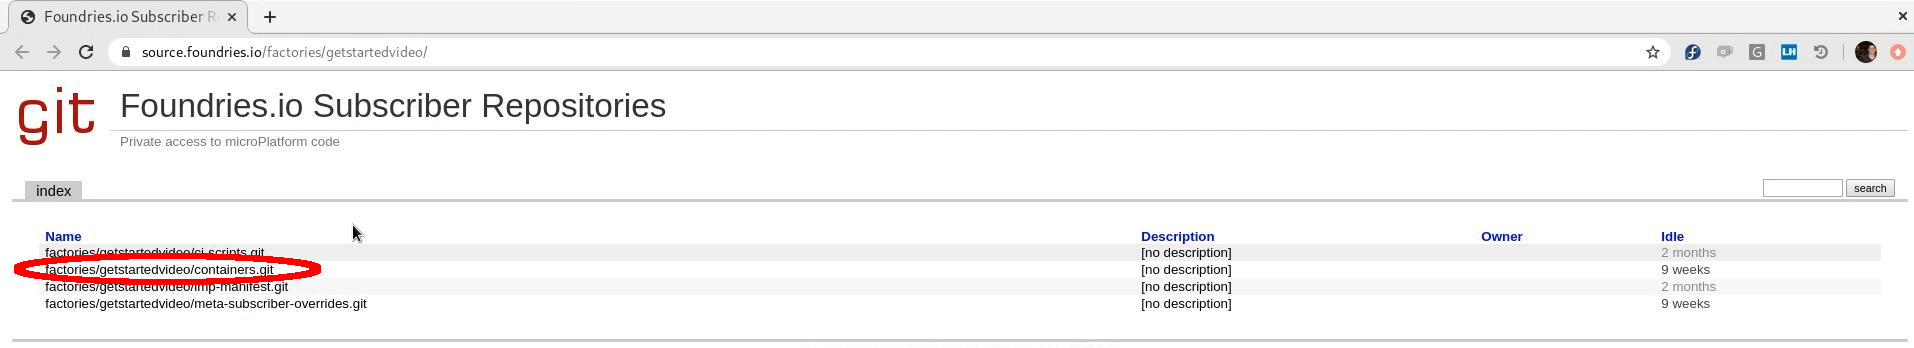 Foundries.io Subscriber R
source.foundries.io/factories/getstartedvideo/
G
LH
git
Foundries.io Subscriber Repositories
Private access to microPlatform code
index
search
Name Description Owner Idle
factories/getstartedvideo/ci-scripts.git [no description] 2 months
factories/getstartedvideo/containers.git [no description] 9 weeks
factories/getstartedvideo/lmp-manifest.git [no description] 2 months
factories/getstartedvideo/meta-subscriber-overrides.git [no description] 9 weeks